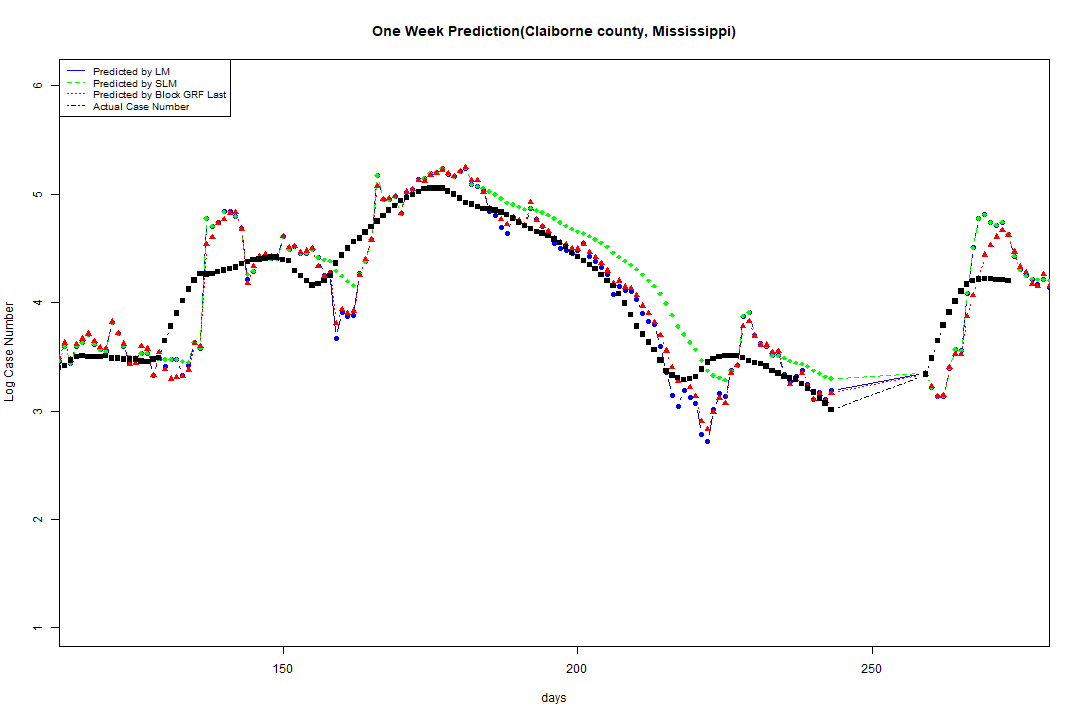 One Week Prediction(Claiborne county, Mississippi)
Predicted by LM
Predicted by SLM
Predicted by Block GRF Last
Actual Case Number
6
5
4
3
2
1
Log Case Number
150
200
250
days